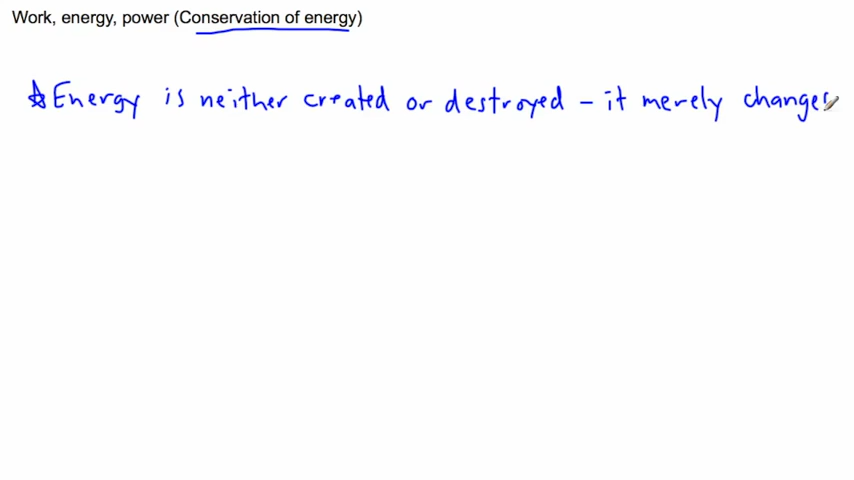 Work, energy, power (Conservation of energy)
☆Energy is neither created or destroyed - it merely changes